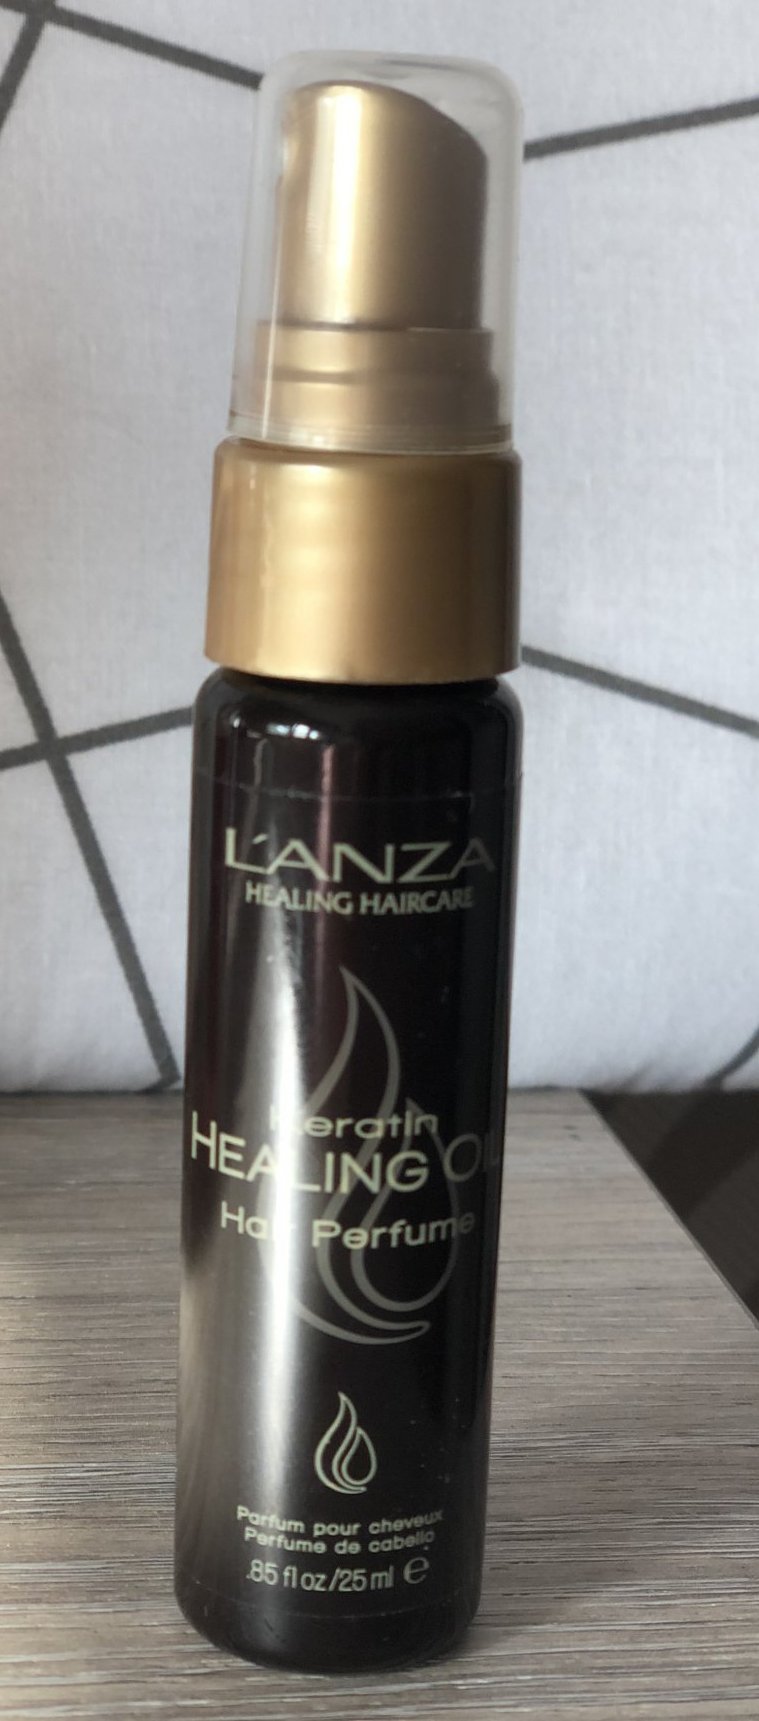 L'ANZA
HEALING HAIRCARE
Keratin
HEALING OIL
Hair Perfume
Parfum pour cheveux
Perfume de cabello
.85 fl oz/25 ml ℮